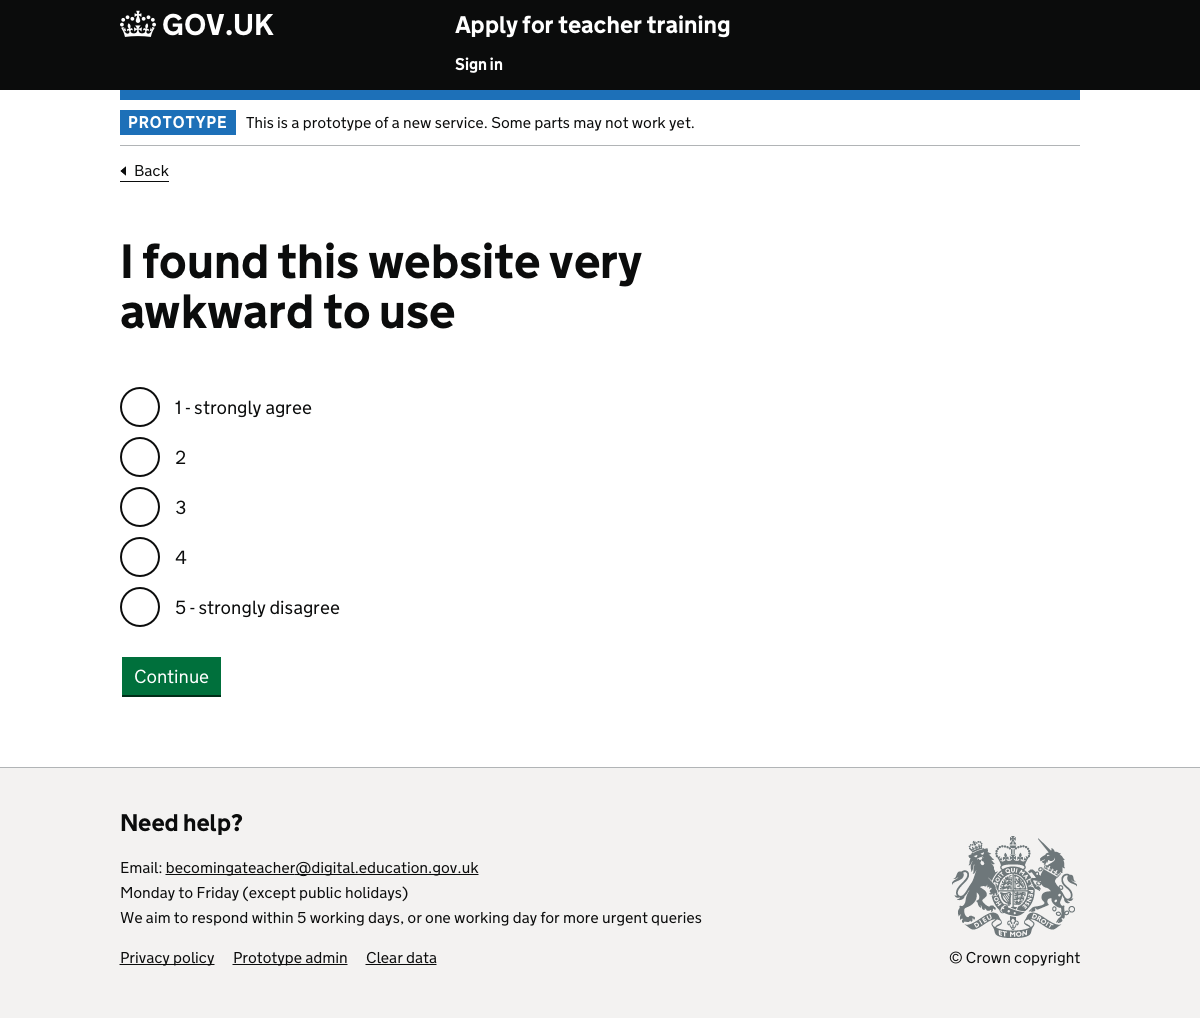 GOV.UK
Apply for teacher training
Sign in
PROTOTYPE This is a prototype of a new service. Some parts may not work yet.
Back
I found this website very
awkward to use
1 - strongly agree
2
3
4
5 - strongly disagree
Continue
Need help?
Email: becomingateacher@digital.education.gov.uk
Monday to Friday (except public holidays)
We aim to respond within 5 working days, or one working day for more urgent queries
Privacy policy Prototype admin Clear data
DIEU ET MON DROIT
© Crown copyright